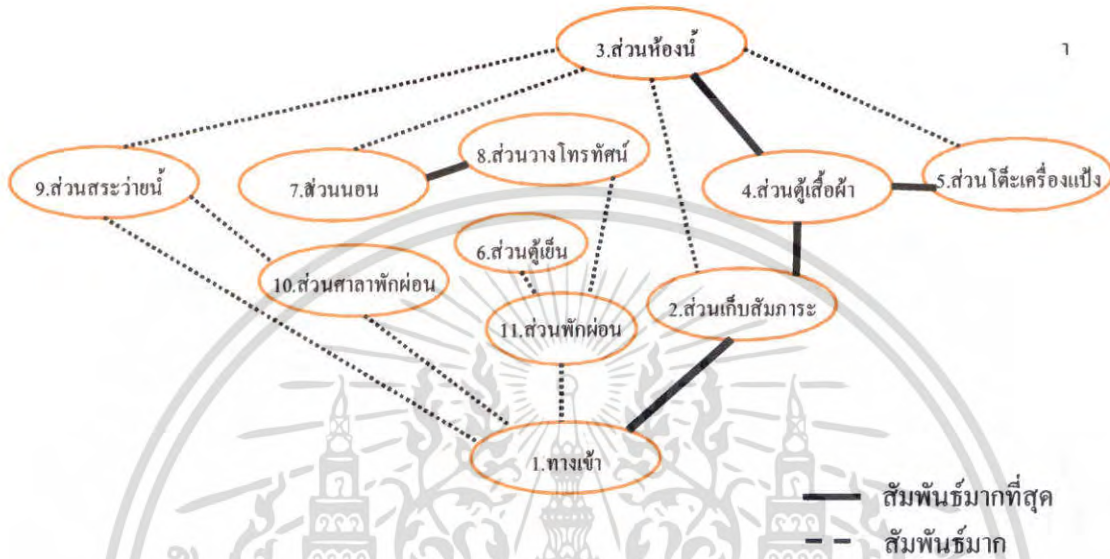 3.ส่วนห้องน้ำ
9.ส่วนสระว่ายน้ำ
7.ส่วนนอน
8.ส่วนวางโทรทัศน์
4.ส่วนตู้เสื้อผ้า
5.ส่วนโต๊ะเครื่องแป้ง
6.ส่วนตู้เย็น
10.ส่วนศาลาพักผ่อน
11.ส่วนพักผ่อน
2.ส่วนเก็บสัมภาระ
1.ทางเข้า
สัมพันธ์มากที่สุด
สัมพันธ์มาก